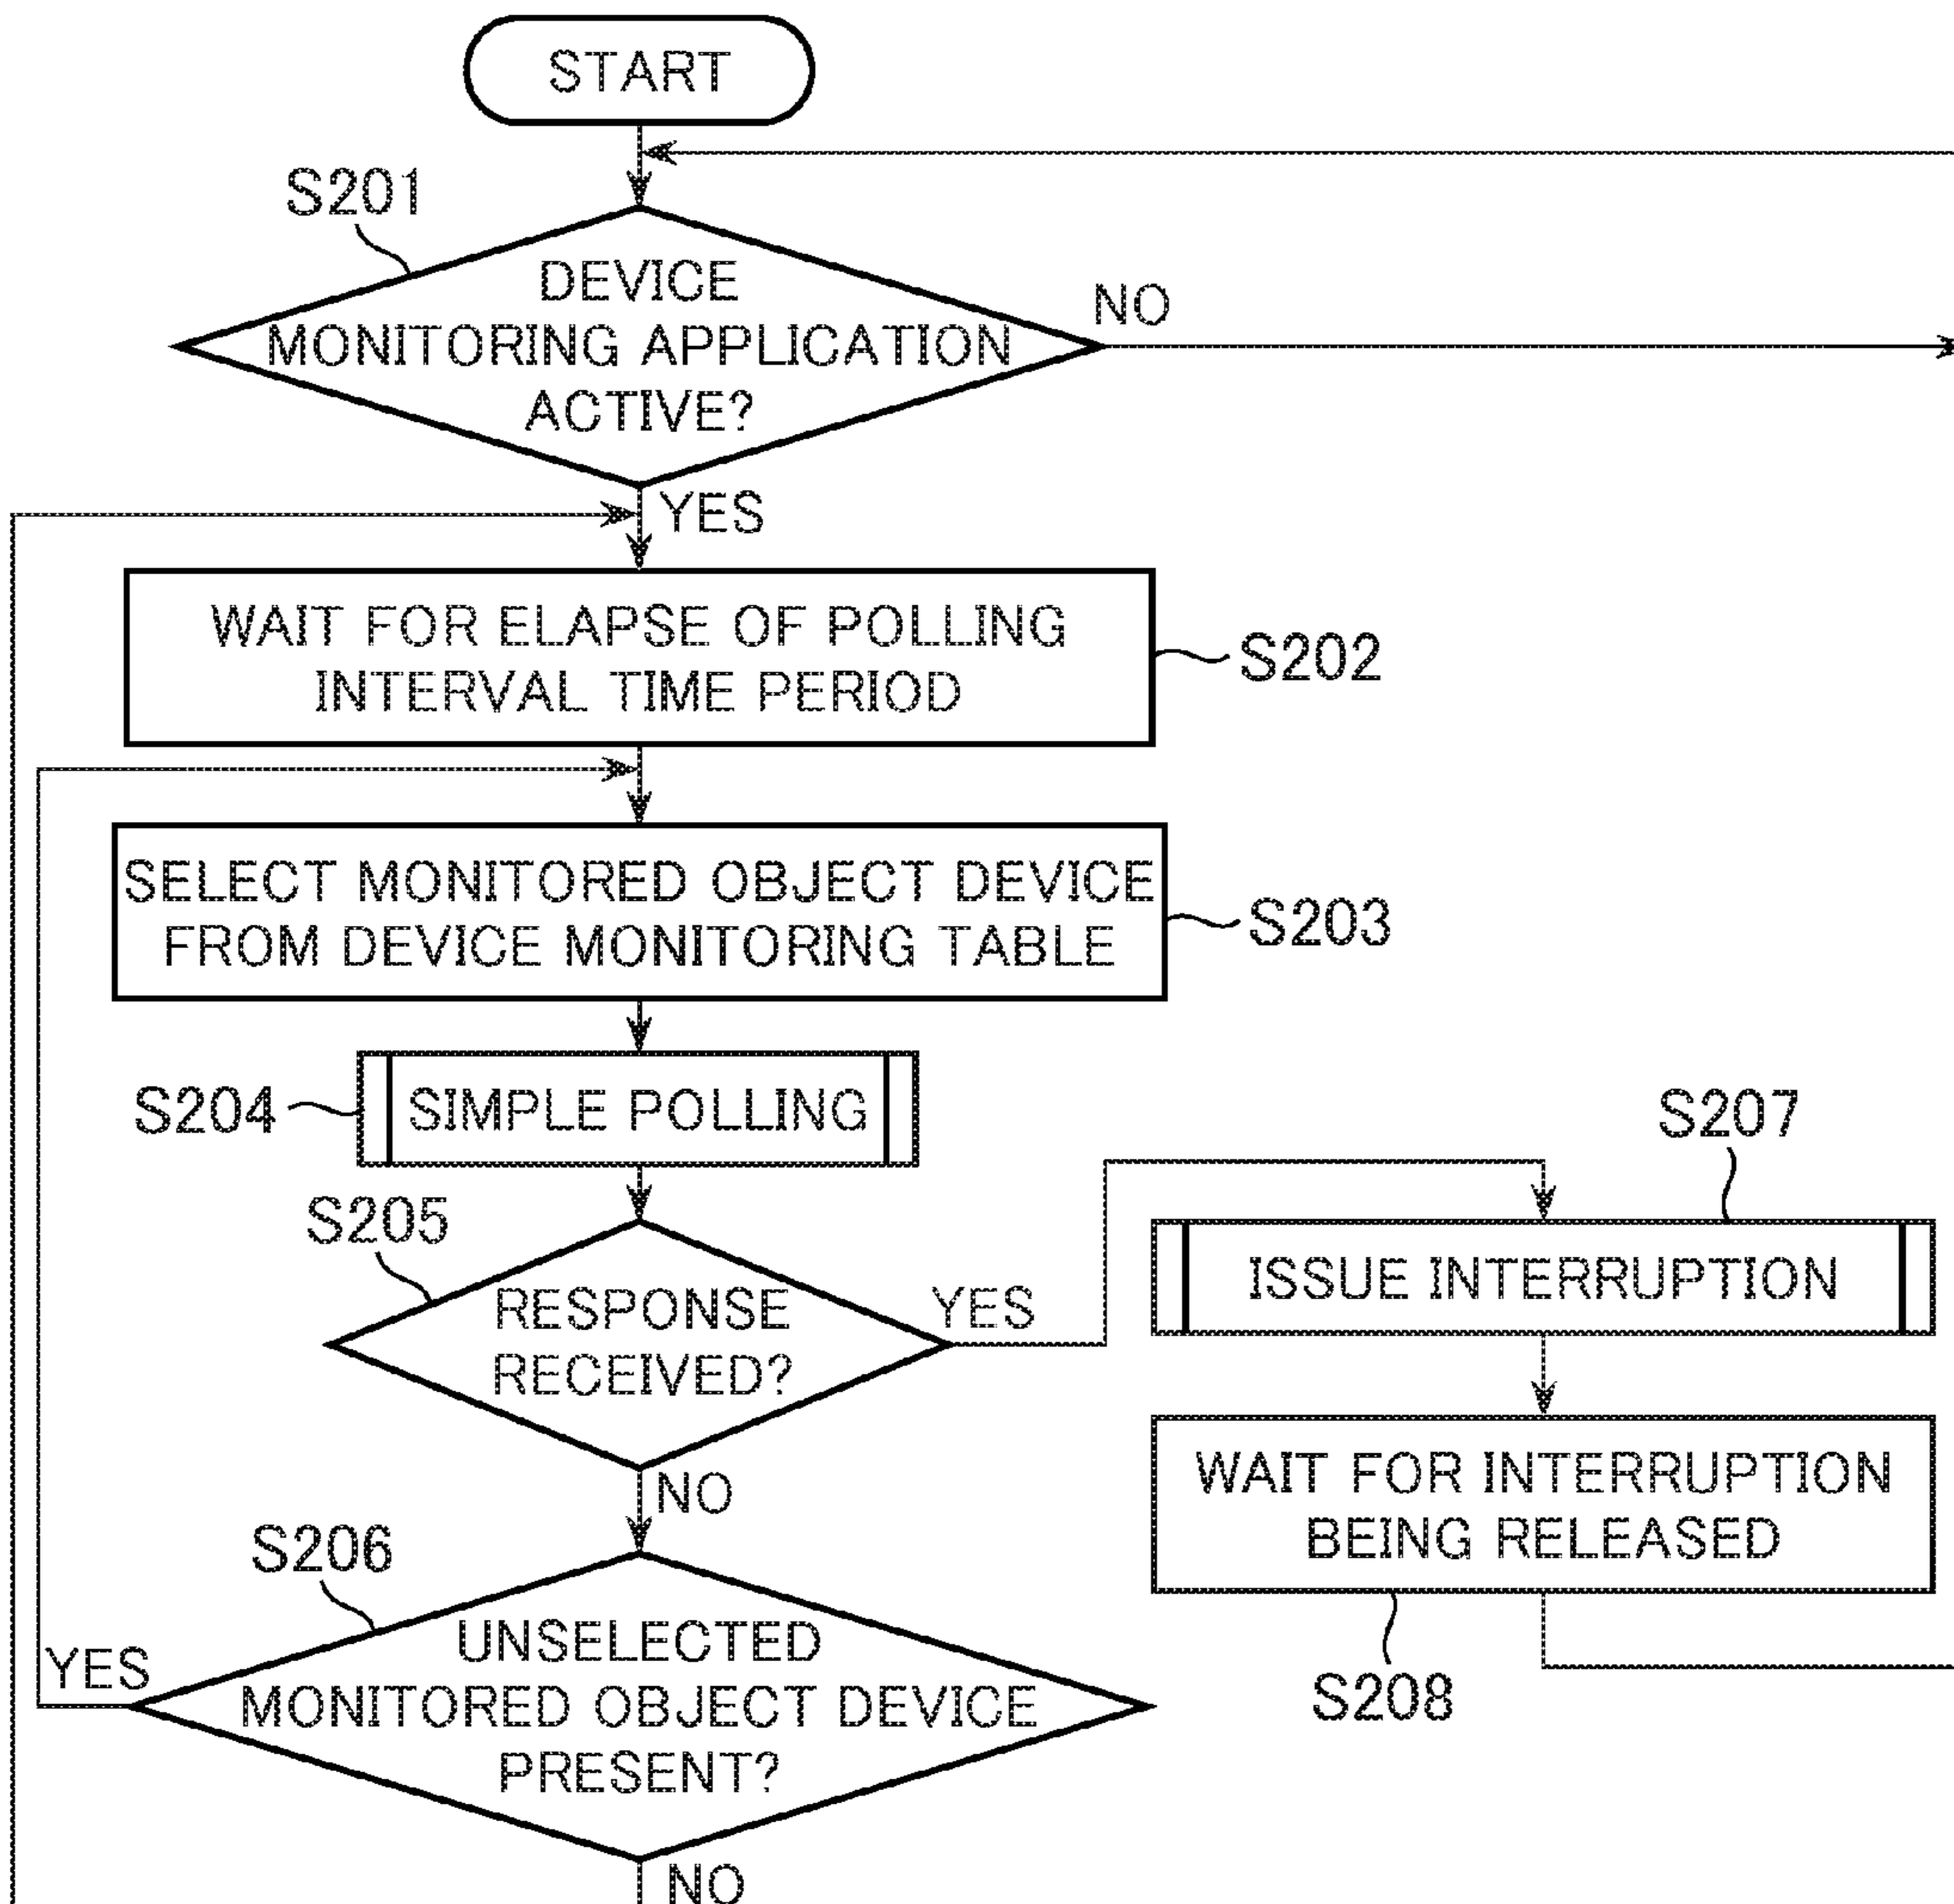 START
S201
DEVICE
MONITORING APPLICATION
ACTIVE?
NO
YES
WAIT FOR ELAPSE OF POLLING
INTERVAL TIME PERIOD
S202
SELECT MONITORED OBJECT DEVICE
FROM DEVICE MONITORING TABLE
S203
S204
SIMPLE POLLING
S205
RESPONSE
RECEIVED?
YES
NO
S207
ISSUE INTERRUPTION
WAIT FOR INTERRUPTION
BEING RELEASED
S208
S206
UNSELECTED
MONITORED OBJECT DEVICE
PRESENT?
YES
NO